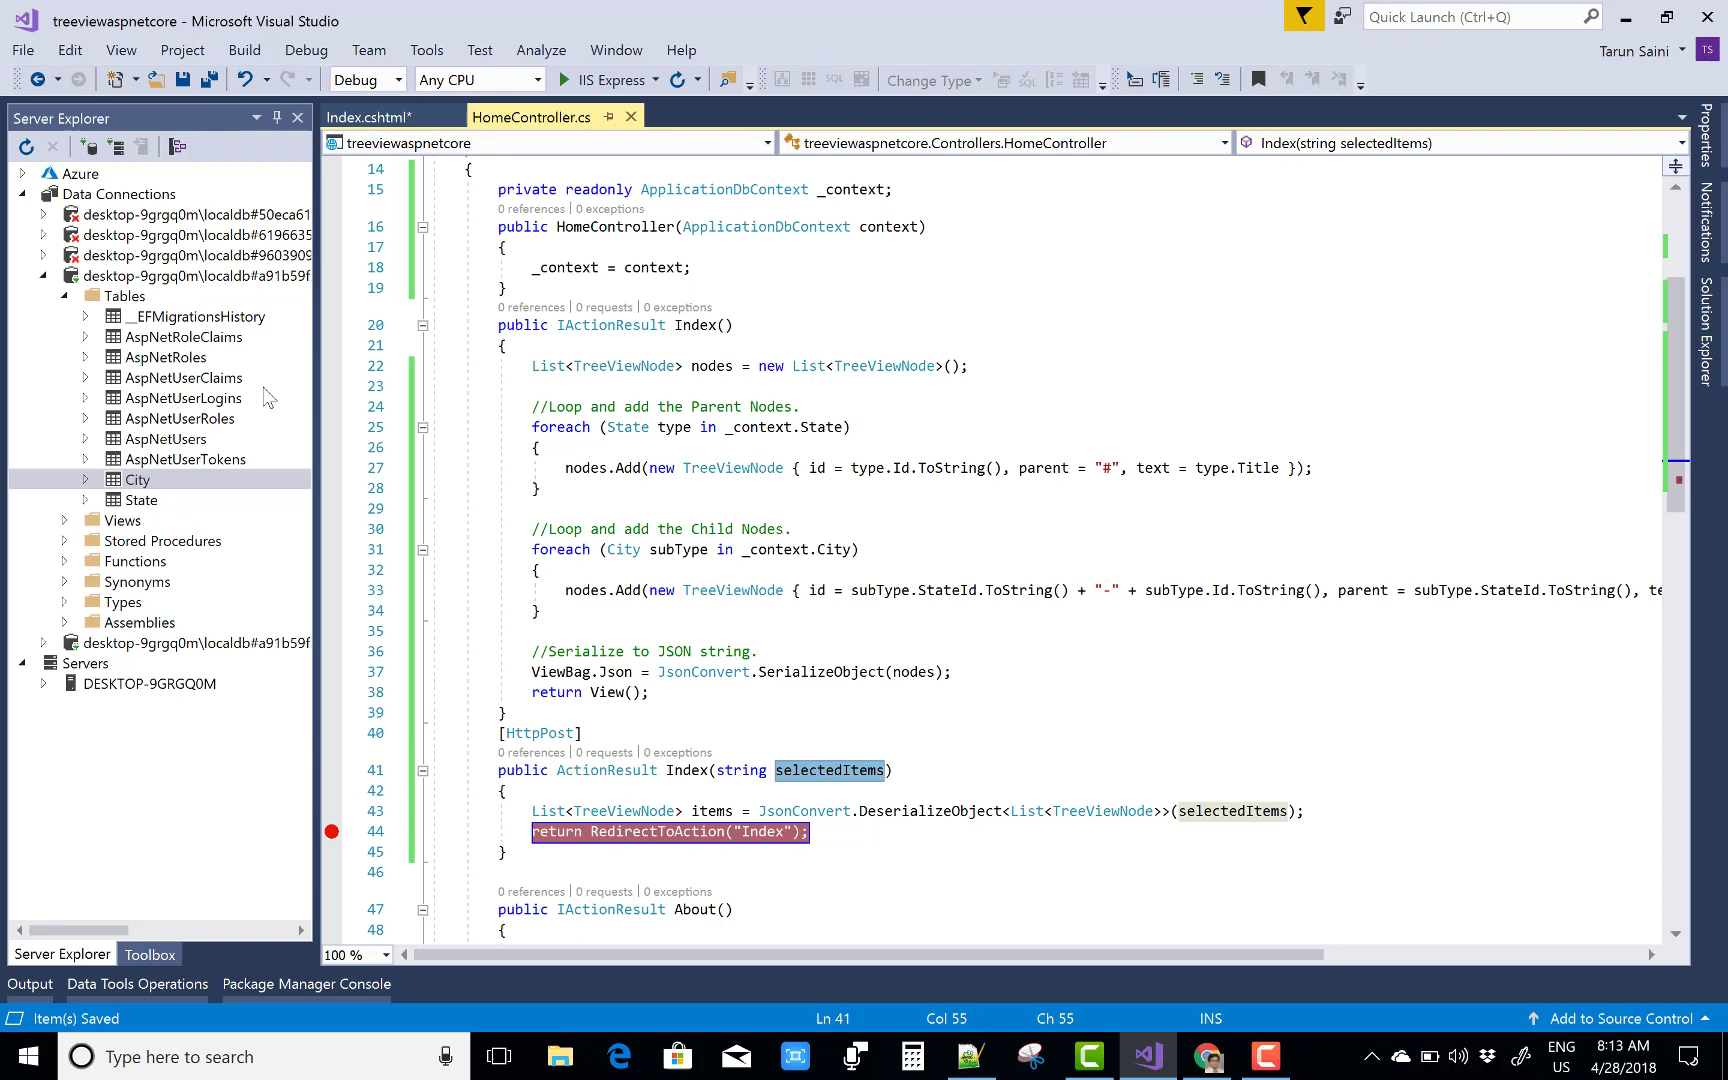 treeviewaspnetcore - Microsoft Visual Studio
Quick Launch (Ctrl+Q)
File Edit View Project Build Debug Team Tools Test Analyze Window Help
Tarun Saini TS
Debug Any CPU IIS Express SQL Change Type
Server Explorer
Index.cshtml* HomeController.cs
treeviewaspnetcore treeviewaspnetcore.Controllers.HomeController Index(string selectedItems)
Azure
Data Connections
desktop-9grgq0m\localdb#50eca61
desktop-9grgq0m\localdb#6196635
desktop-9grgq0m\localdb#9603909
desktop-9grgq0m\localdb#a91b59f
Tables
__EFMigrationsHistory
AspNetRoleClaims
AspNetRoles
AspNetUserClaims
AspNetUserLogins
AspNetUserRoles
AspNetUsers
AspNetUserTokens
City
State
Views
Stored Procedures
Functions
Synonyms
Types
Assemblies
desktop-9grgq0m\localdb#a91b59f
Servers
DESKTOP-9GRGQ0M
Server Explorer Toolbox
14 {
15 private readonly ApplicationDbContext _context;
0 references | 0 exceptions
16 public HomeController(ApplicationDbContext context)
17 {
18 _context = context;
19 }
0 references | 0 requests | 0 exceptions
20 public IActionResult Index()
21 {
22 List<TreeViewNode> nodes = new List<TreeViewNode>();
23
24 //Loop and add the Parent Nodes.
25 foreach (State type in _context.State)
26 {
27 nodes.Add(new TreeViewNode { id = type.Id.ToString(), parent = "#", text = type.Title });
28 }
29
30 //Loop and add the Child Nodes.
31 foreach (City subType in _context.City)
32 {
33 nodes.Add(new TreeViewNode { id = subType.StateId.ToString() + "-" + subType.Id.ToString(), parent = subType.StateId.ToString(), te
34 }
35
36 //Serialize to JSON string.
37 ViewBag.Json = JsonConvert.SerializeObject(nodes);
38 return View();
39 }
40 [HttpPost]
0 references | 0 requests | 0 exceptions
41 public ActionResult Index(string selectedItems)
42 {
43 List<TreeViewNode> items = JsonConvert.DeserializeObject<List<TreeViewNode>>(selectedItems);
44 return RedirectToAction("Index");
45 }
46
0 references | 0 requests | 0 exceptions
47 public IActionResult About()
48 {
100 %
Properties
Notifications
Solution Explorer
Output Data Tools Operations Package Manager Console
Item(s) Saved Ln 41 Col 55 Ch 55 INS Add to Source Control
Type here to search
ENG
US
8:13 AM
4/28/2018